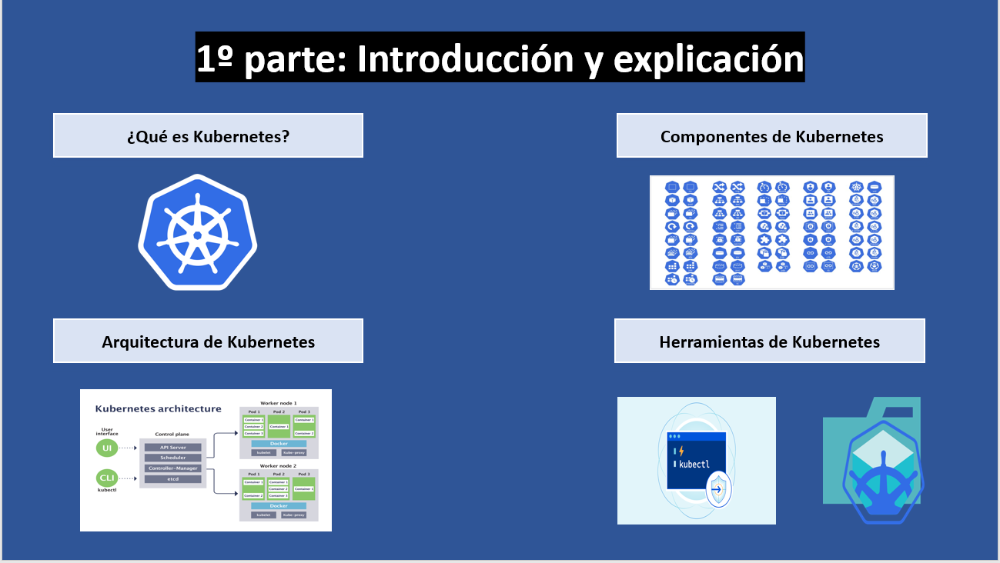 1º parte: Introducción y explicación
¿Qué es Kubernetes?
Componentes de Kubernetes
Arquitectura de Kubernetes
Herramientas de Kubernetes
Kubernetes architecture
User
interface
UI
CLI
kubectl
Control plane
API Server
Scheduler
Controller-Manager
etcd
Worker node 1
Pod 1 Pod 2 Pod 3
Container 1 Container 1 Container 1
Container 2
Container 3 Container 2
Docker
kubelet Kube-proxy
Worker node 2
Pod 1 Pod 2 Pod 3
Container 1 Container 1 Container 1
Container 2
Container 2 Container 3
Docker
kubelet Kube-proxy
kubectl